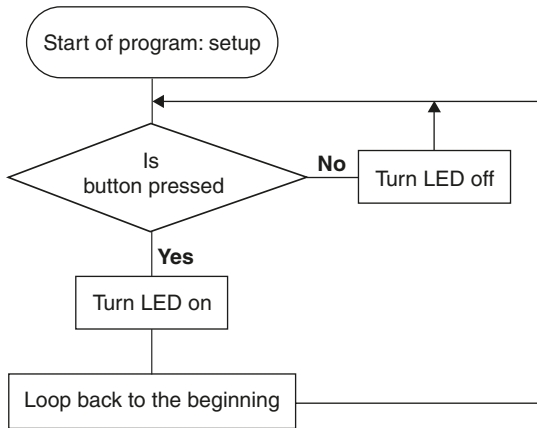 Start of program: setup
Is
button pressed
No
Turn LED off
Yes
Turn LED on
Loop back to the beginning